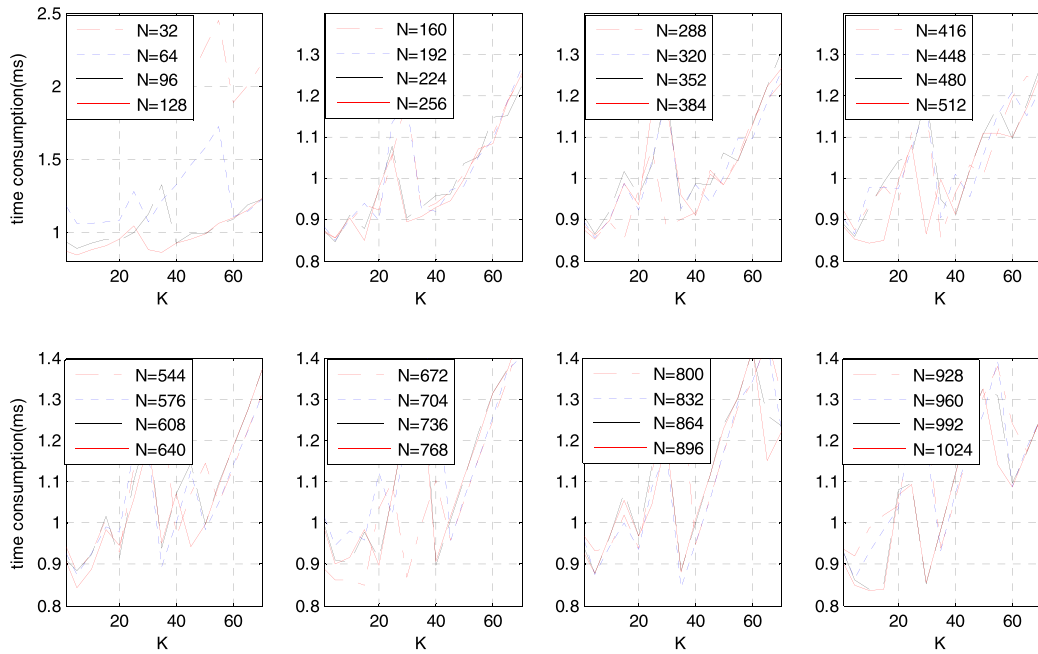 time consumption(ms)
2.5
2
1.5
1
N=32
N=64
N=96
N=128
20 40 60
K
1.3
1.2
1.1
1
0.9
0.8
N=160
N=192
N=224
N=256
20 40 60
K
1.3
1.2
1.1
1
0.9
0.8
N=288
N=320
N=352
N=384
20 40 60
K
1.3
1.2
1.1
1
0.9
0.8
N=416
N=448
N=480
N=512
20 40 60
K
time consumption(ms)
1.4
1.3
1.2
1.1
1
0.9
0.8
N=544
N=576
N=608
N=640
20 40 60
K
1.4
1.3
1.2
1.1
1
0.9
0.8
N=672
N=704
N=736
N=768
20 40 60
K
1.4
1.3
1.2
1.1
1
0.9
0.8
N=800
N=832
N=864
N=896
20 40 60
K
1.4
1.3
1.2
1.1
1
0.9
0.8
N=928
N=960
N=992
N=1024
20 40 60
K